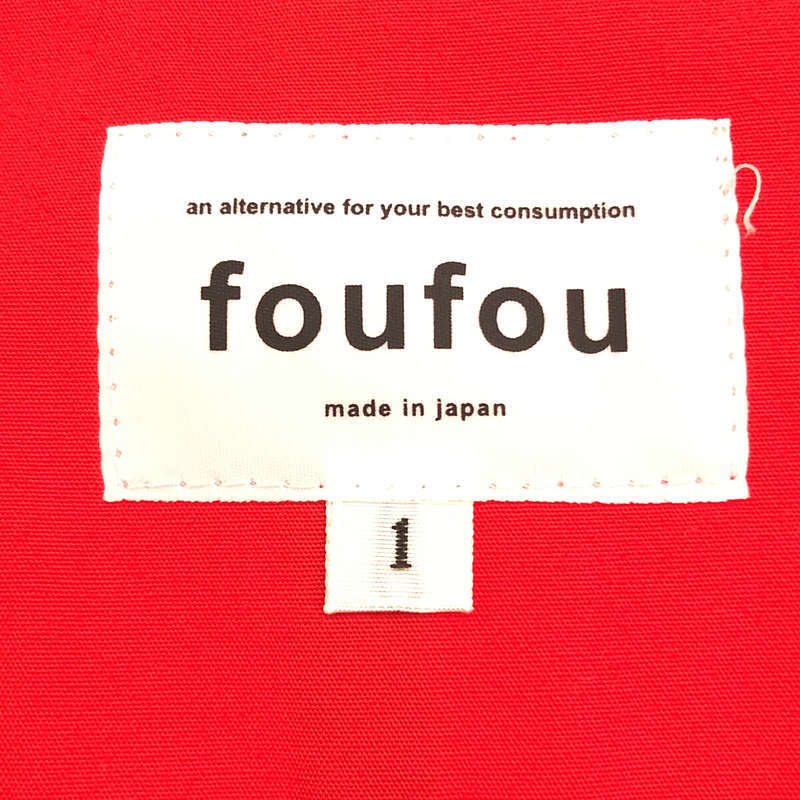 an alternative for your best consumption
foufou
made in japan
1